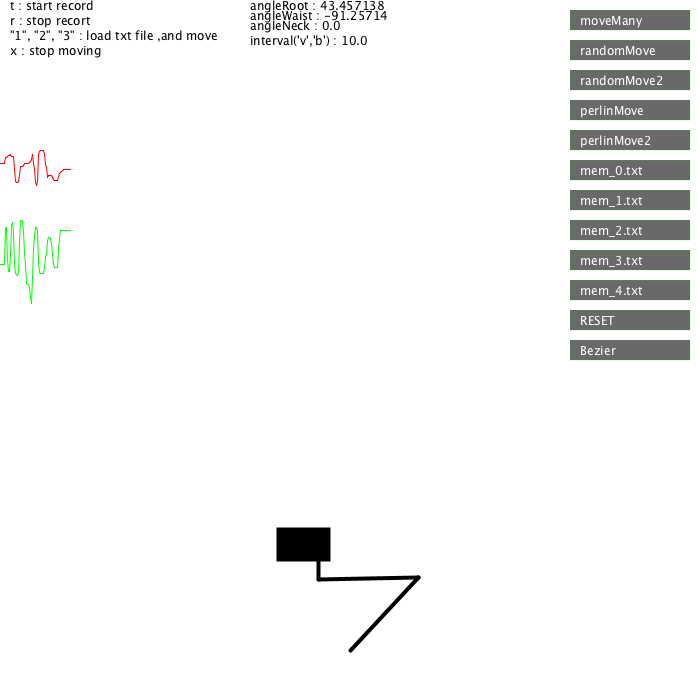 t : start record
r : stop recort
"1", "2", "3" : load txt file ,and move
x : stop moving
angleRoot : 43.457138
angleWaist : -91.25714
angleNeck : 0.0
interval('v','b') : 10.0
moveMany
randomMove
randomMove2
perlinMove
perlinMove2
mem_0.txt
mem_1.txt
mem_2.txt
mem_3.txt
mem_4.txt
RESET
Bezier